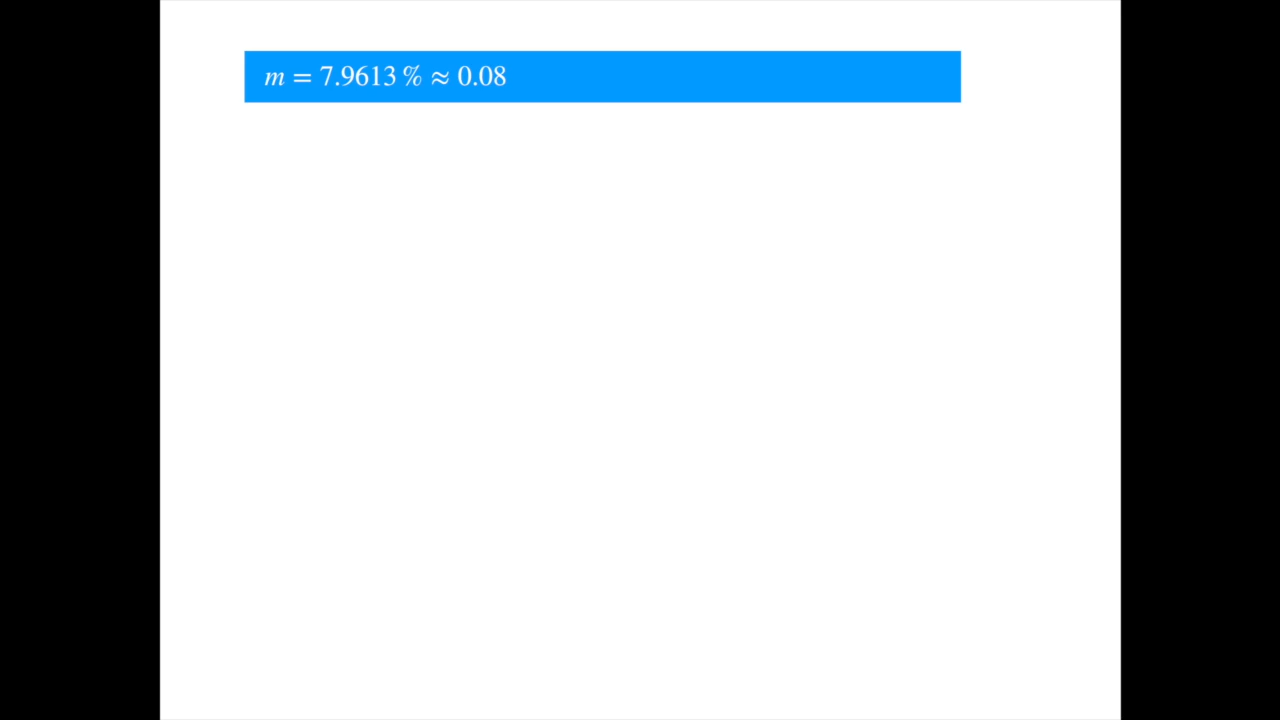 m = 7.9613 % ≈ 0.08